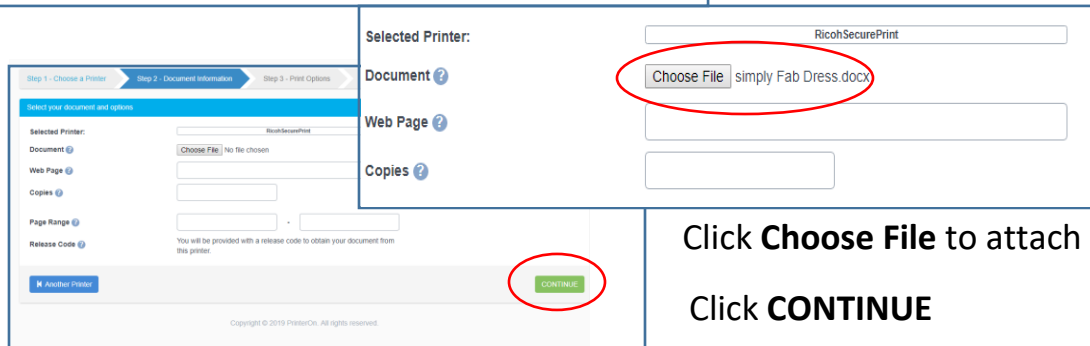 Selected Printer: RicohSecurePrint
Document ? Choose File simply Fab Dress.docx
Web Page ?
Copies ?
Step 1 - Choose a Printer Step 2 - Document Information Step 3 - Print Options
Select your document and options
Selected Printer: RicohSecurePrint
Document ? Choose File No file chosen
Web Page ?
Copies ?
Page Range ? -
Release Code ? You will be provided with a release code to obtain your document from
this printer.
Another Printer CONTINUE
Copyright © 2019 PrinterOn. All rights reserved.
Click Choose File to attach
Click CONTINUE